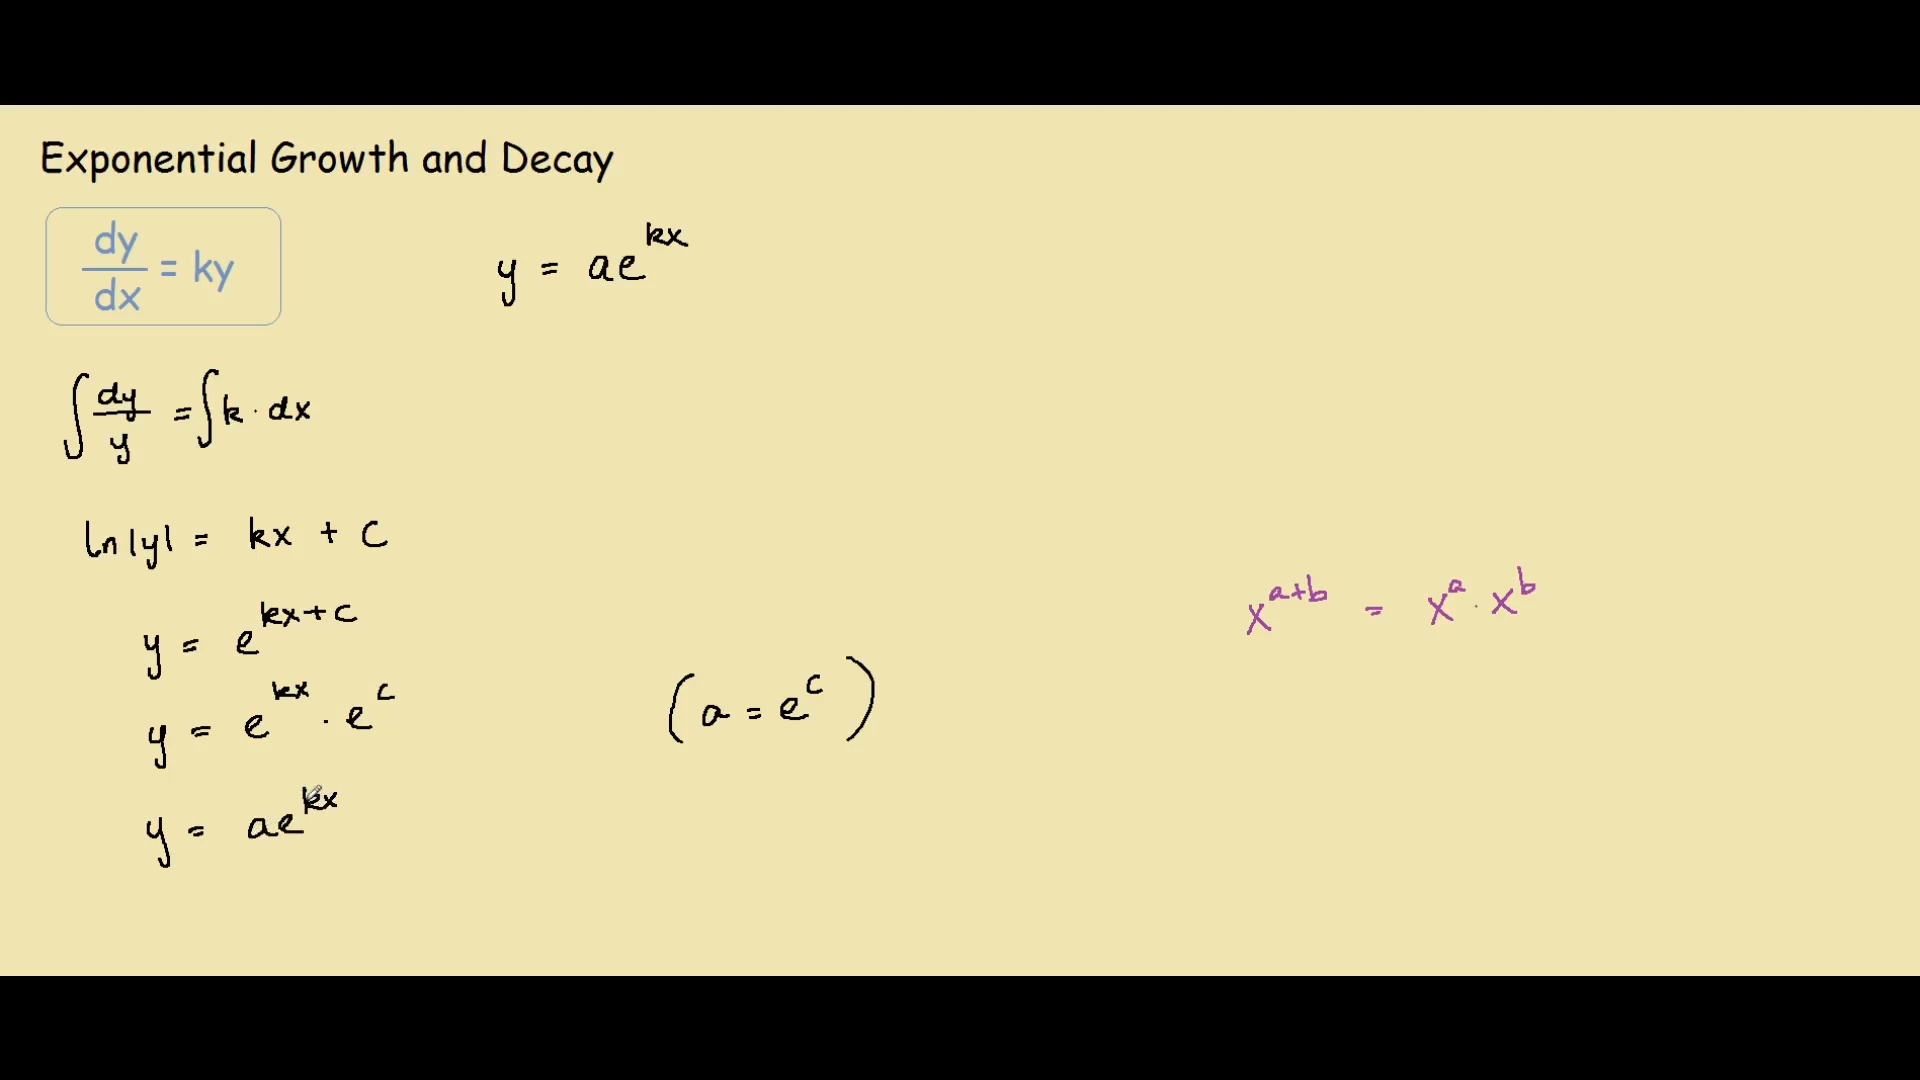 Exponential Growth and Decay
dy/dx = ky
y = ae^{kx}
∫ dy/y = ∫ k · dx
ln|y| = kx + C
y = e^{kx+C}
x^{a+b} = x^a · x^b
y = e^{kx} · e^C
(a = e^C)
y = ae^{kx}